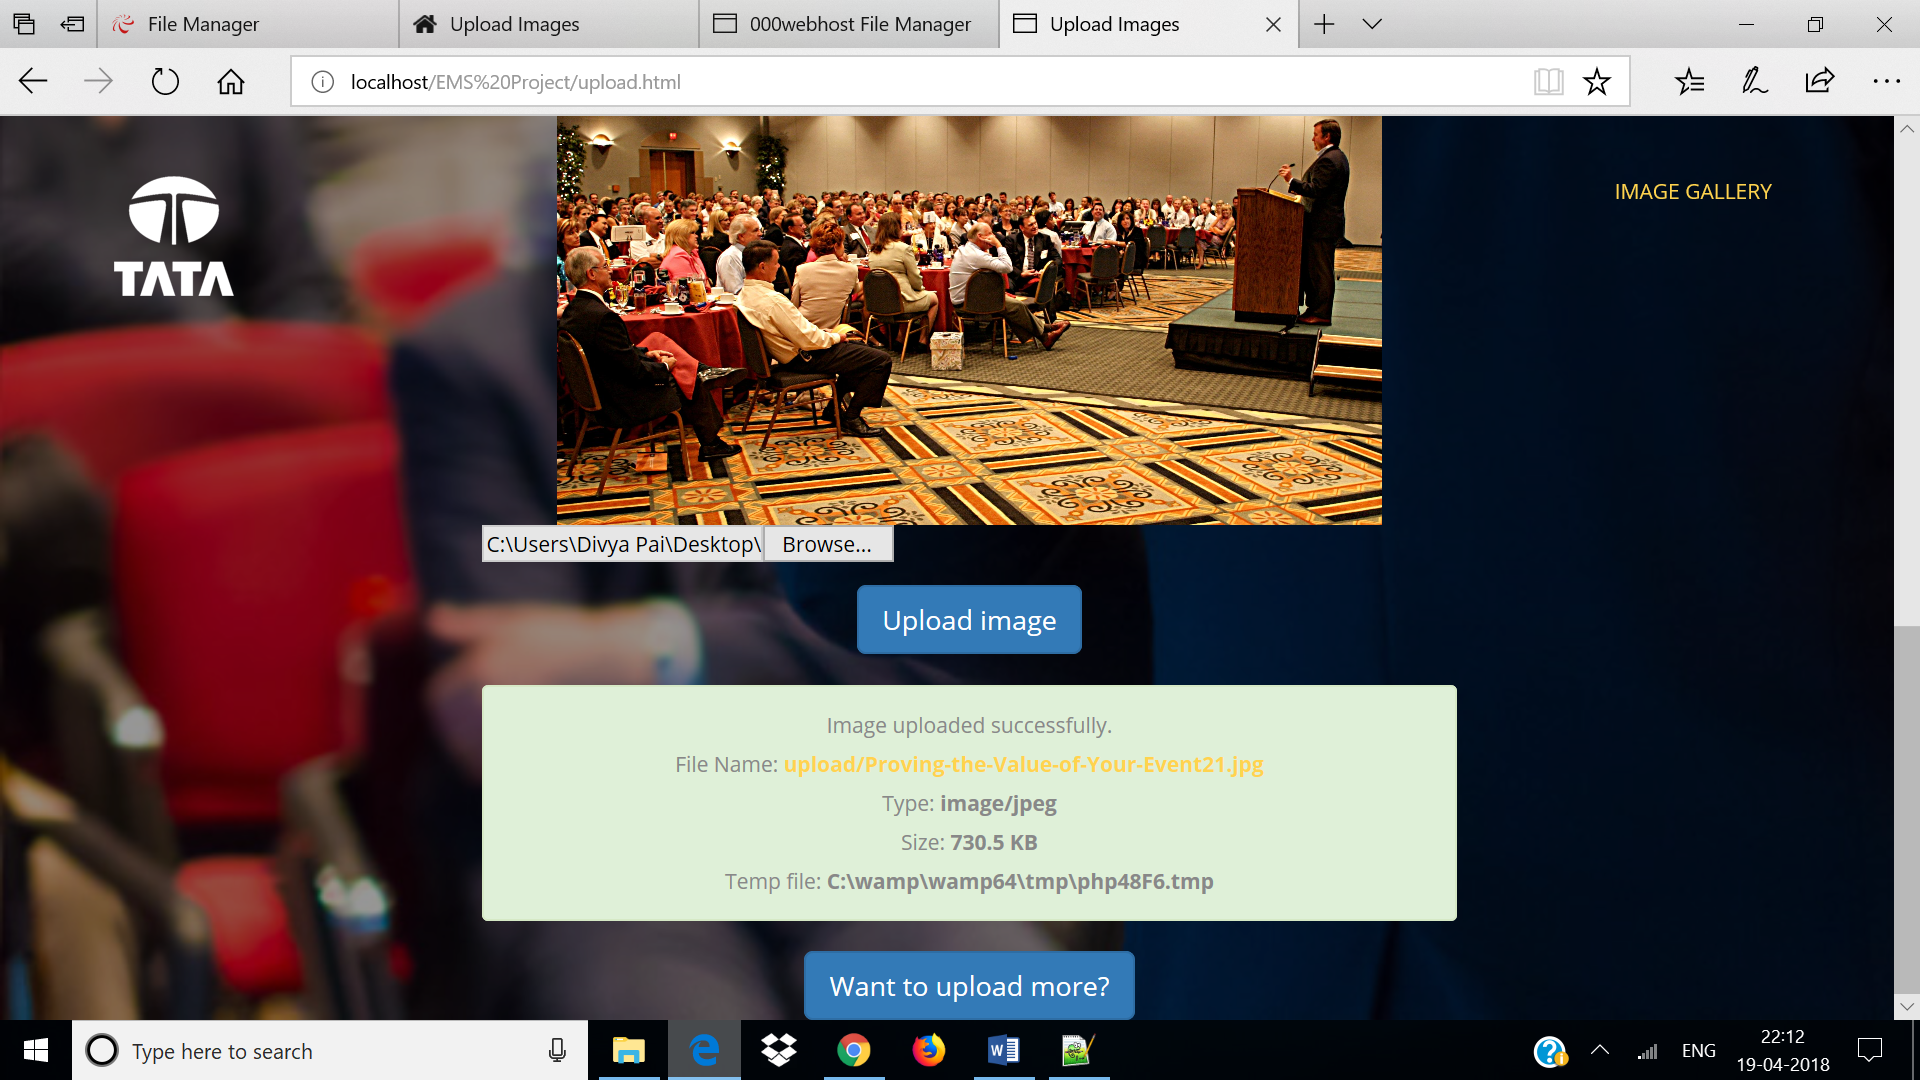 File Manager
Upload Images
000webhost File Manager
Upload Images
localhost/EMS%20Project/upload.html
TATA
IMAGE GALLERY
C:\Users\Divya Pai\Desktop\
Browse...
Upload image
Image uploaded successfully.
File Name: upload/Proving-the-Value-of-Your-Event21.jpg
Type: image/jpeg
Size: 730.5 KB
Temp file: C:\wamp\wamp64\tmp\php48F6.tmp
Want to upload more?
Type here to search
ENG
22:12
19-04-2018